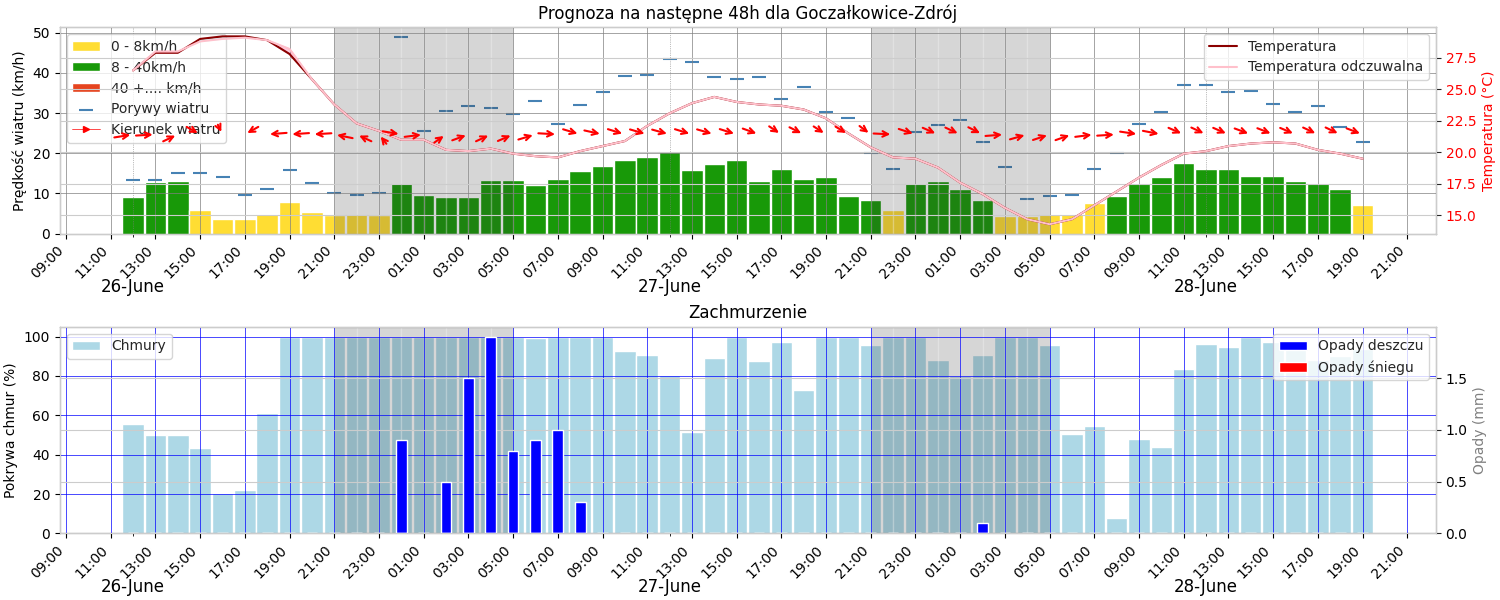 Prognoza na następne 48h dla Goczałkowice-Zdrój
Prędkość wiatru (km/h)
50
40
30
20
10
0
0 - 8km/h
8 - 40km/h
40 +.... km/h
Porywy wiatru
Kierunek wiatru
Temperatura
Temperatura odczuwalna
27.5
25.0
22.5
20.0
17.5
15.0
Temperatura (°C)
09:00 11:00 13:00 15:00 17:00 19:00 21:00 23:00 01:00 03:00 05:00 07:00 09:00 11:00 13:00 15:00 17:00 19:00 21:00 23:00 01:00 03:00 05:00 07:00 09:00 11:00 13:00 15:00 17:00 19:00 21:00
26-June 27-June 28-June
Zachmurzenie
Pokrywa chmur (%)
100
80
60
40
20
0
Chmury
Opady deszczu
Opady śniegu
1.5
1.0
0.5
0.0
Opady (mm)
09:00 11:00 13:00 15:00 17:00 19:00 21:00 23:00 01:00 03:00 05:00 07:00 09:00 11:00 13:00 15:00 17:00 19:00 21:00 23:00 01:00 03:00 05:00 07:00 09:00 11:00 13:00 15:00 17:00 19:00 21:00
26-June 27-June 28-June